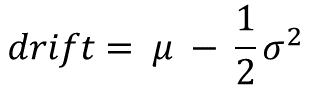 drift = μ − 1/2 σ²